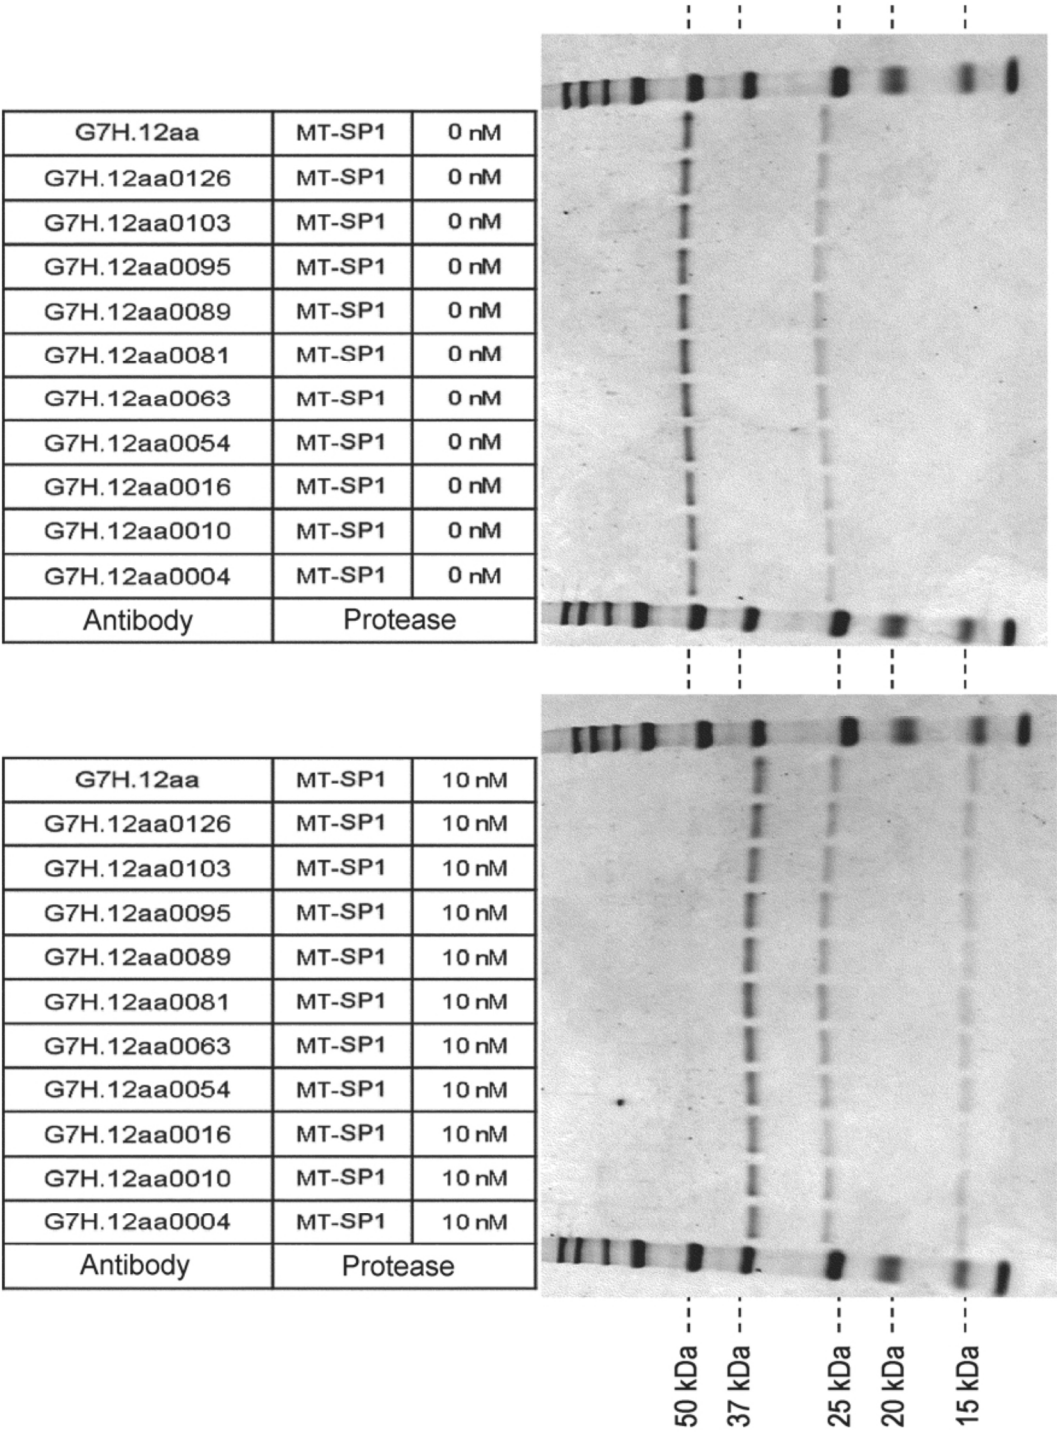 G7H.12aa MT-SP1 0 nM
G7H.12aa0126 MT-SP1 0 nM
G7H.12aa0103 MT-SP1 0 nM
G7H.12aa0095 MT-SP1 0 nM
G7H.12aa0089 MT-SP1 0 nM
G7H.12aa0081 MT-SP1 0 nM
G7H.12aa0063 MT-SP1 0 nM
G7H.12aa0054 MT-SP1 0 nM
G7H.12aa0016 MT-SP1 0 nM
G7H.12aa0010 MT-SP1 0 nM
G7H.12aa0004 MT-SP1 0 nM
Antibody Protease
G7H.12aa MT-SP1 10 nM
G7H.12aa0126 MT-SP1 10 nM
G7H.12aa0103 MT-SP1 10 nM
G7H.12aa0095 MT-SP1 10 nM
G7H.12aa0089 MT-SP1 10 nM
G7H.12aa0081 MT-SP1 10 nM
G7H.12aa0063 MT-SP1 10 nM
G7H.12aa0054 MT-SP1 10 nM
G7H.12aa0016 MT-SP1 10 nM
G7H.12aa0010 MT-SP1 10 nM
G7H.12aa0004 MT-SP1 10 nM
Antibody Protease
50 kDa
37 kDa
25 kDa
20 kDa
15 kDa